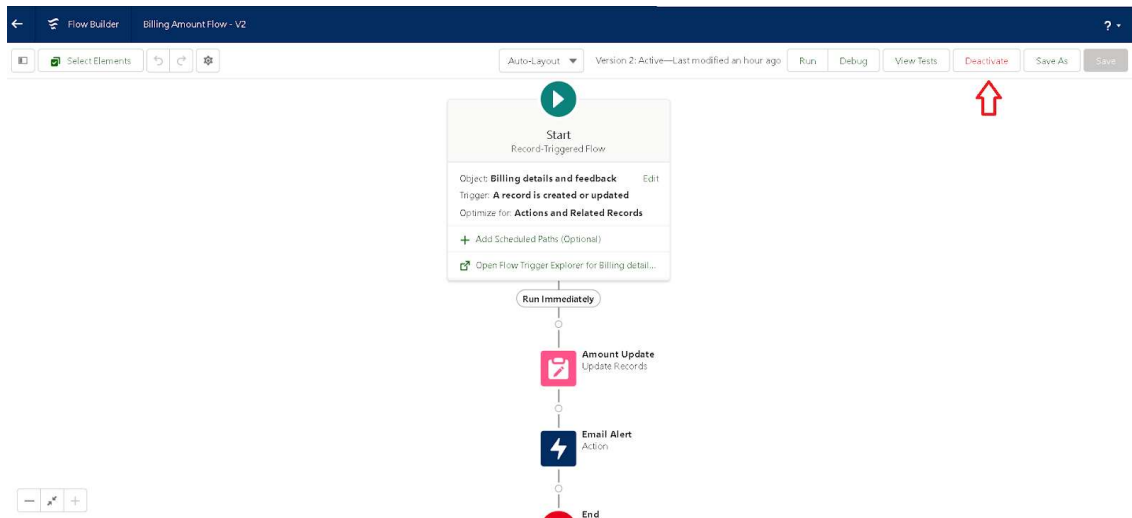 Flow Builder Billing Amount Flow - V2 ?
Select Elements Auto-Layout Version 2: Active—Last modified an hour ago Run Debug View Tests Deactivate Save As Save
Start
Record-Triggered Flow
Object: Billing details and feedback Edit
Trigger: A record is created or updated
Optimize for: Actions and Related Records
+ Add Scheduled Paths (Optional)
Open Flow Trigger Explorer for Billing detail...
Run Immediately
Amount Update
Update Records
Email Alert
Action
End